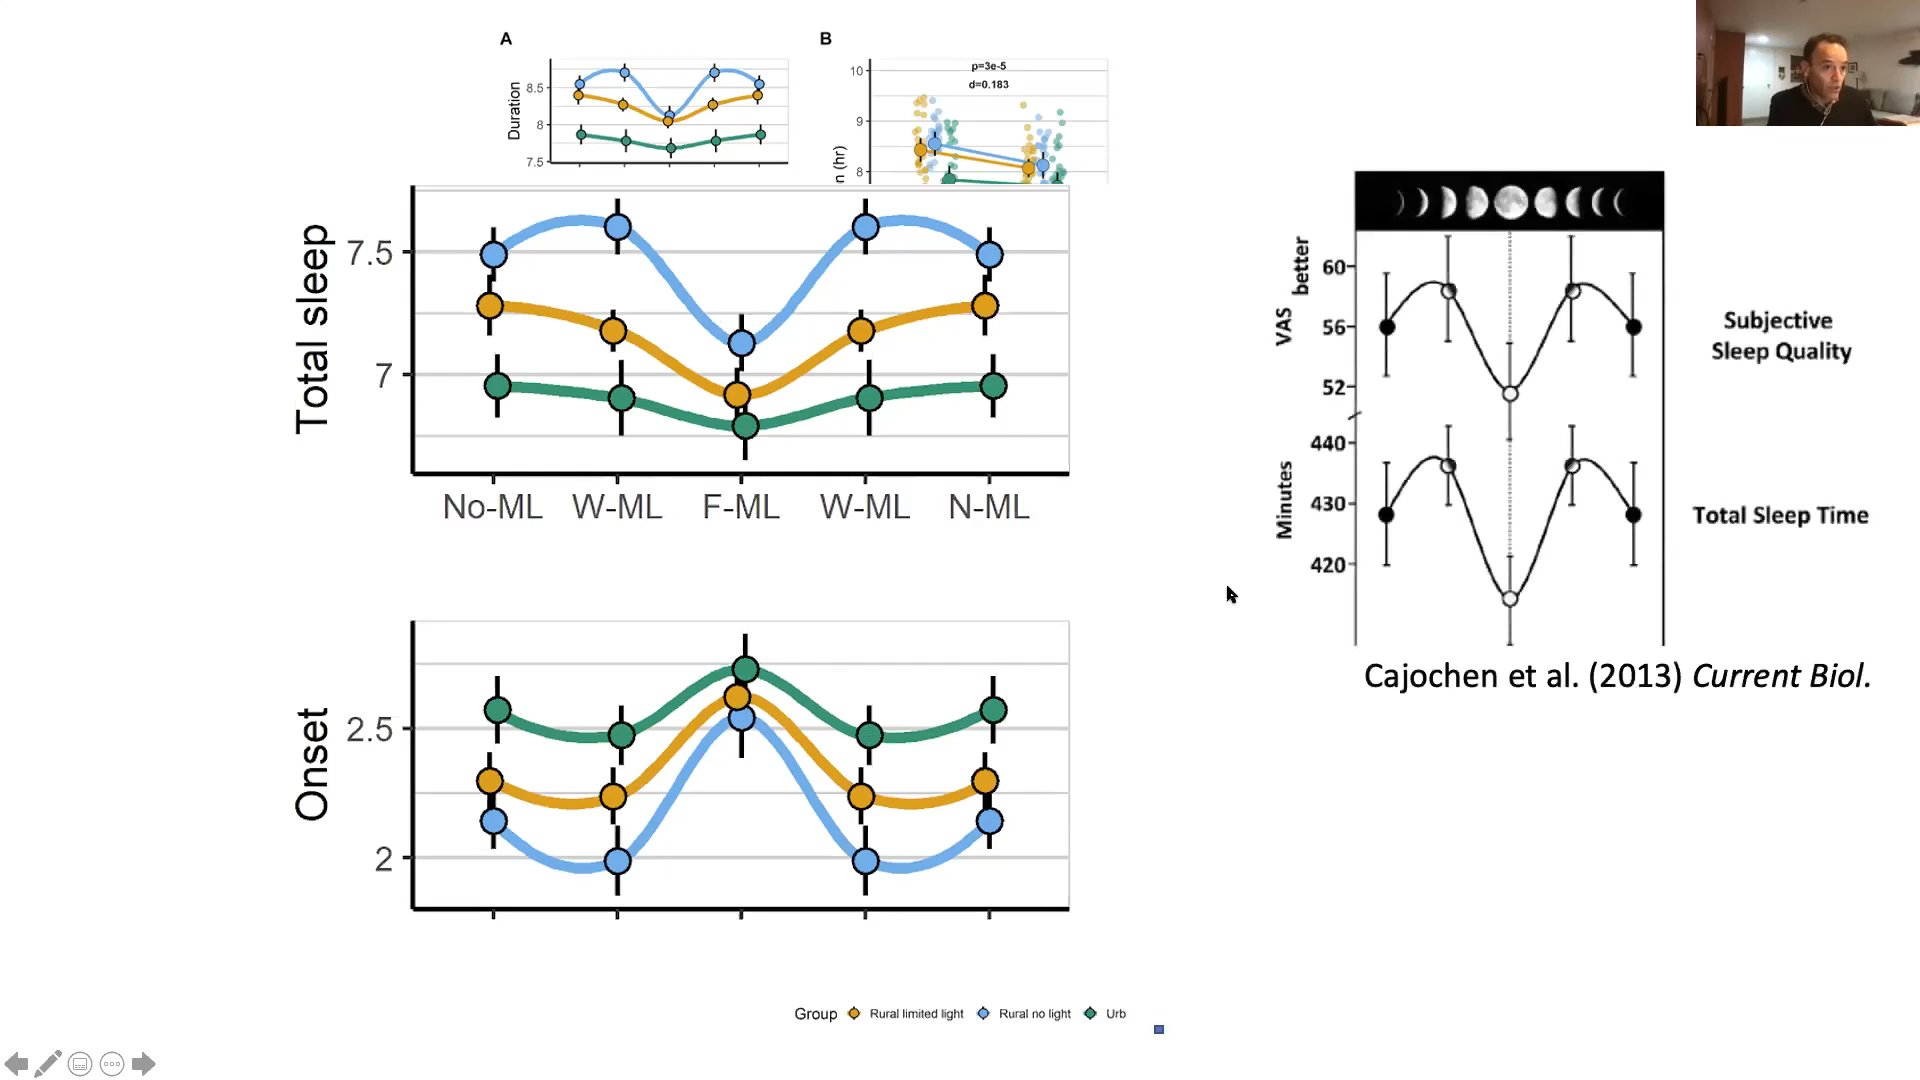 A
B
Duration
8.5
8
7.5
p=3e-5
d=0.183
10
9
8
n (hr)
Total sleep
7.5
7
No-ML W-ML F-ML W-ML N-ML
Onset
2.5
2
Group Rural limited light Rural no light Urb
VAS better
60
56
52
Subjective
Sleep Quality
Minutes
440
430
420
Total Sleep Time
Cajochen et al. (2013) Current Biol.